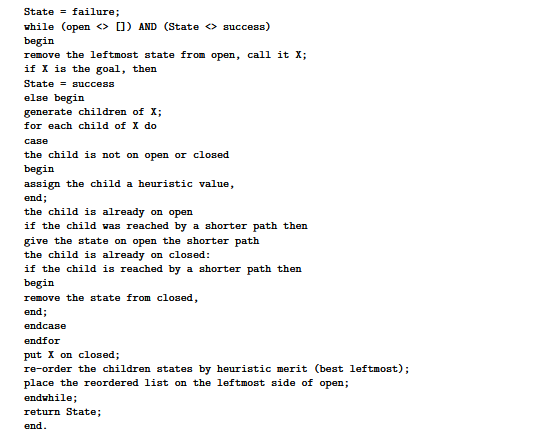 State = failure;
while (open <> []) AND (State <> success)
begin
remove the leftmost state from open, call it X;
if X is the goal, then
State = success
else begin
generate children of X;
for each child of X do
case
the child is not on open or closed
begin
assign the child a heuristic value,
end;
the child is already on open
if the child was reached by a shorter path then
give the state on open the shorter path
the child is already on closed:
if the child is reached by a shorter path then
begin
remove the state from closed,
end;
endcase
endfor
put X on closed;
re-order the children states by heuristic merit (best leftmost);
place the reordered list on the leftmost side of open;
endwhile;
return State;
end.